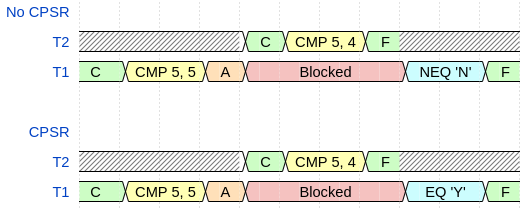 No CPSR
T2 C CMP 5, 4 F
T1 C CMP 5, 5 A Blocked NEQ 'N' F
CPSR
T2 C CMP 5, 4 F
T1 C CMP 5, 5 A Blocked EQ 'Y' F